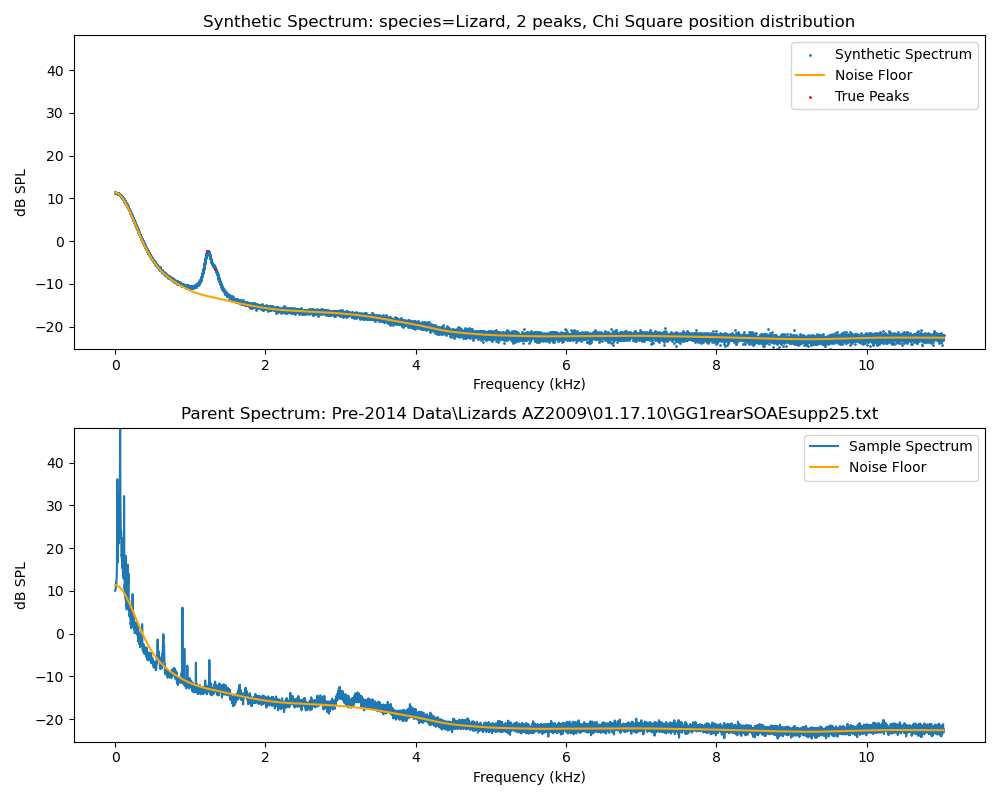 Synthetic Spectrum: species=Lizard, 2 peaks, Chi Square position distribution
Synthetic Spectrum
Noise Floor
True Peaks
dB SPL
40
30
20
10
0
−10
−20
0
2
4
6
8
10
Frequency (kHz)
Parent Spectrum: Pre-2014 Data\Lizards AZ2009\01.17.10\GG1rearSOAEsupp25.txt
Sample Spectrum
Noise Floor
dB SPL
40
30
20
10
0
−10
−20
0
2
4
6
8
10
Frequency (kHz)